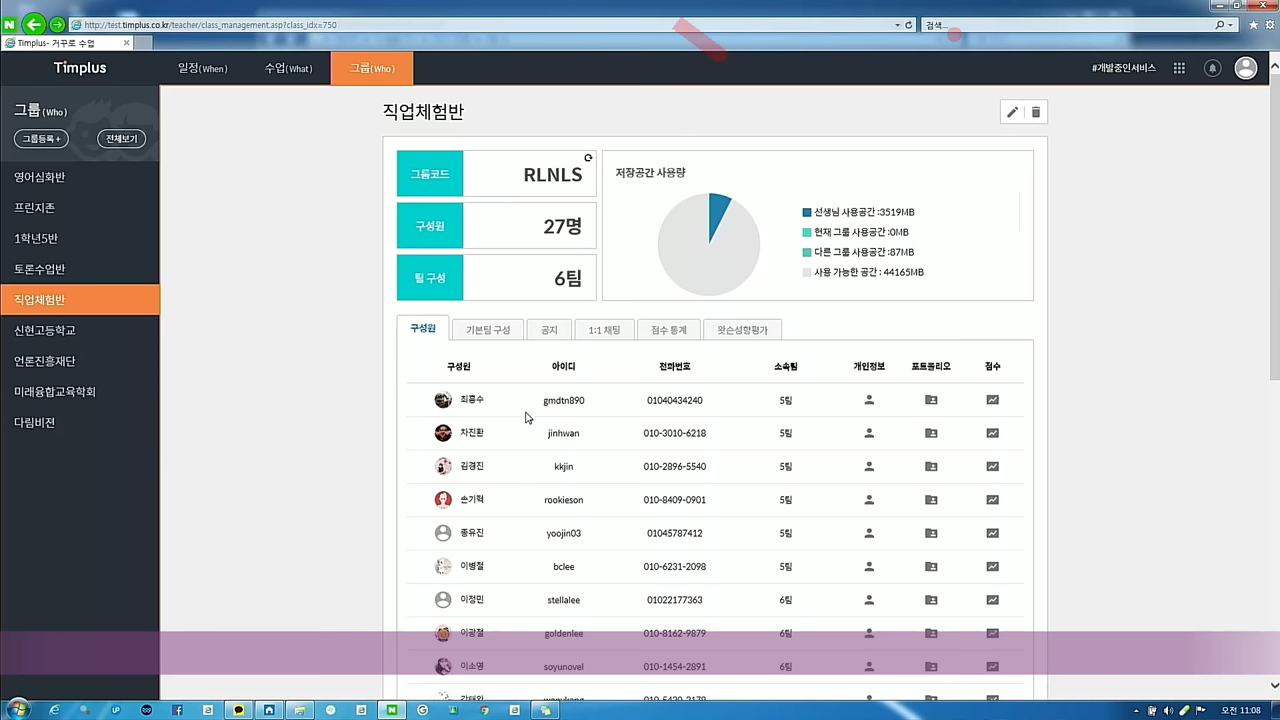 http://test.timplus.co.kr/teacher/class_management.asp?class_idx=750
검색...
Timplus- 거꾸로 수업
Timplus 일정(When) 수업(What) 그룹(Who) #개발중인서비스
그룹(Who)
그룹등록+ 전체보기
영어심화반
프린지존
1학년5반
토론수업반
직업체험반
신현고등학교
언론진흥재단
미래융합교육학회
다림비젼
직업체험반
그룹코드 RLNLS
구성원 27명
팀 구성 6팀
저장공간 사용량
선생님 사용공간 :3519MB
현재 그룹 사용공간 :0MB
다른 그룹 사용공간 :87MB
사용 가능한 공간 : 44165MB
구성원 기본팀 구성 공지 1:1 채팅 점수 통계 왓슨성향평가
구성원 아이디 전화번호 소속팀 개인정보 포트폴리오 점수
최흥수 gmdtn890 01040434240 5팀
차진환 jinhwan 010-3010-6218 5팀
김경진 kkjin 010-2896-5540 5팀
손기혁 rookieson 010-8409-0901 5팀
종유진 yoojin03 01045787412 5팀
이병철 bclee 010-6231-2098 5팀
이정민 stellalee 01022177363 6팀
이광철 goldenlee 010-8162-9879 6팀
이소영 soyunovel 010-1454-2891 6팀
오전 11:08